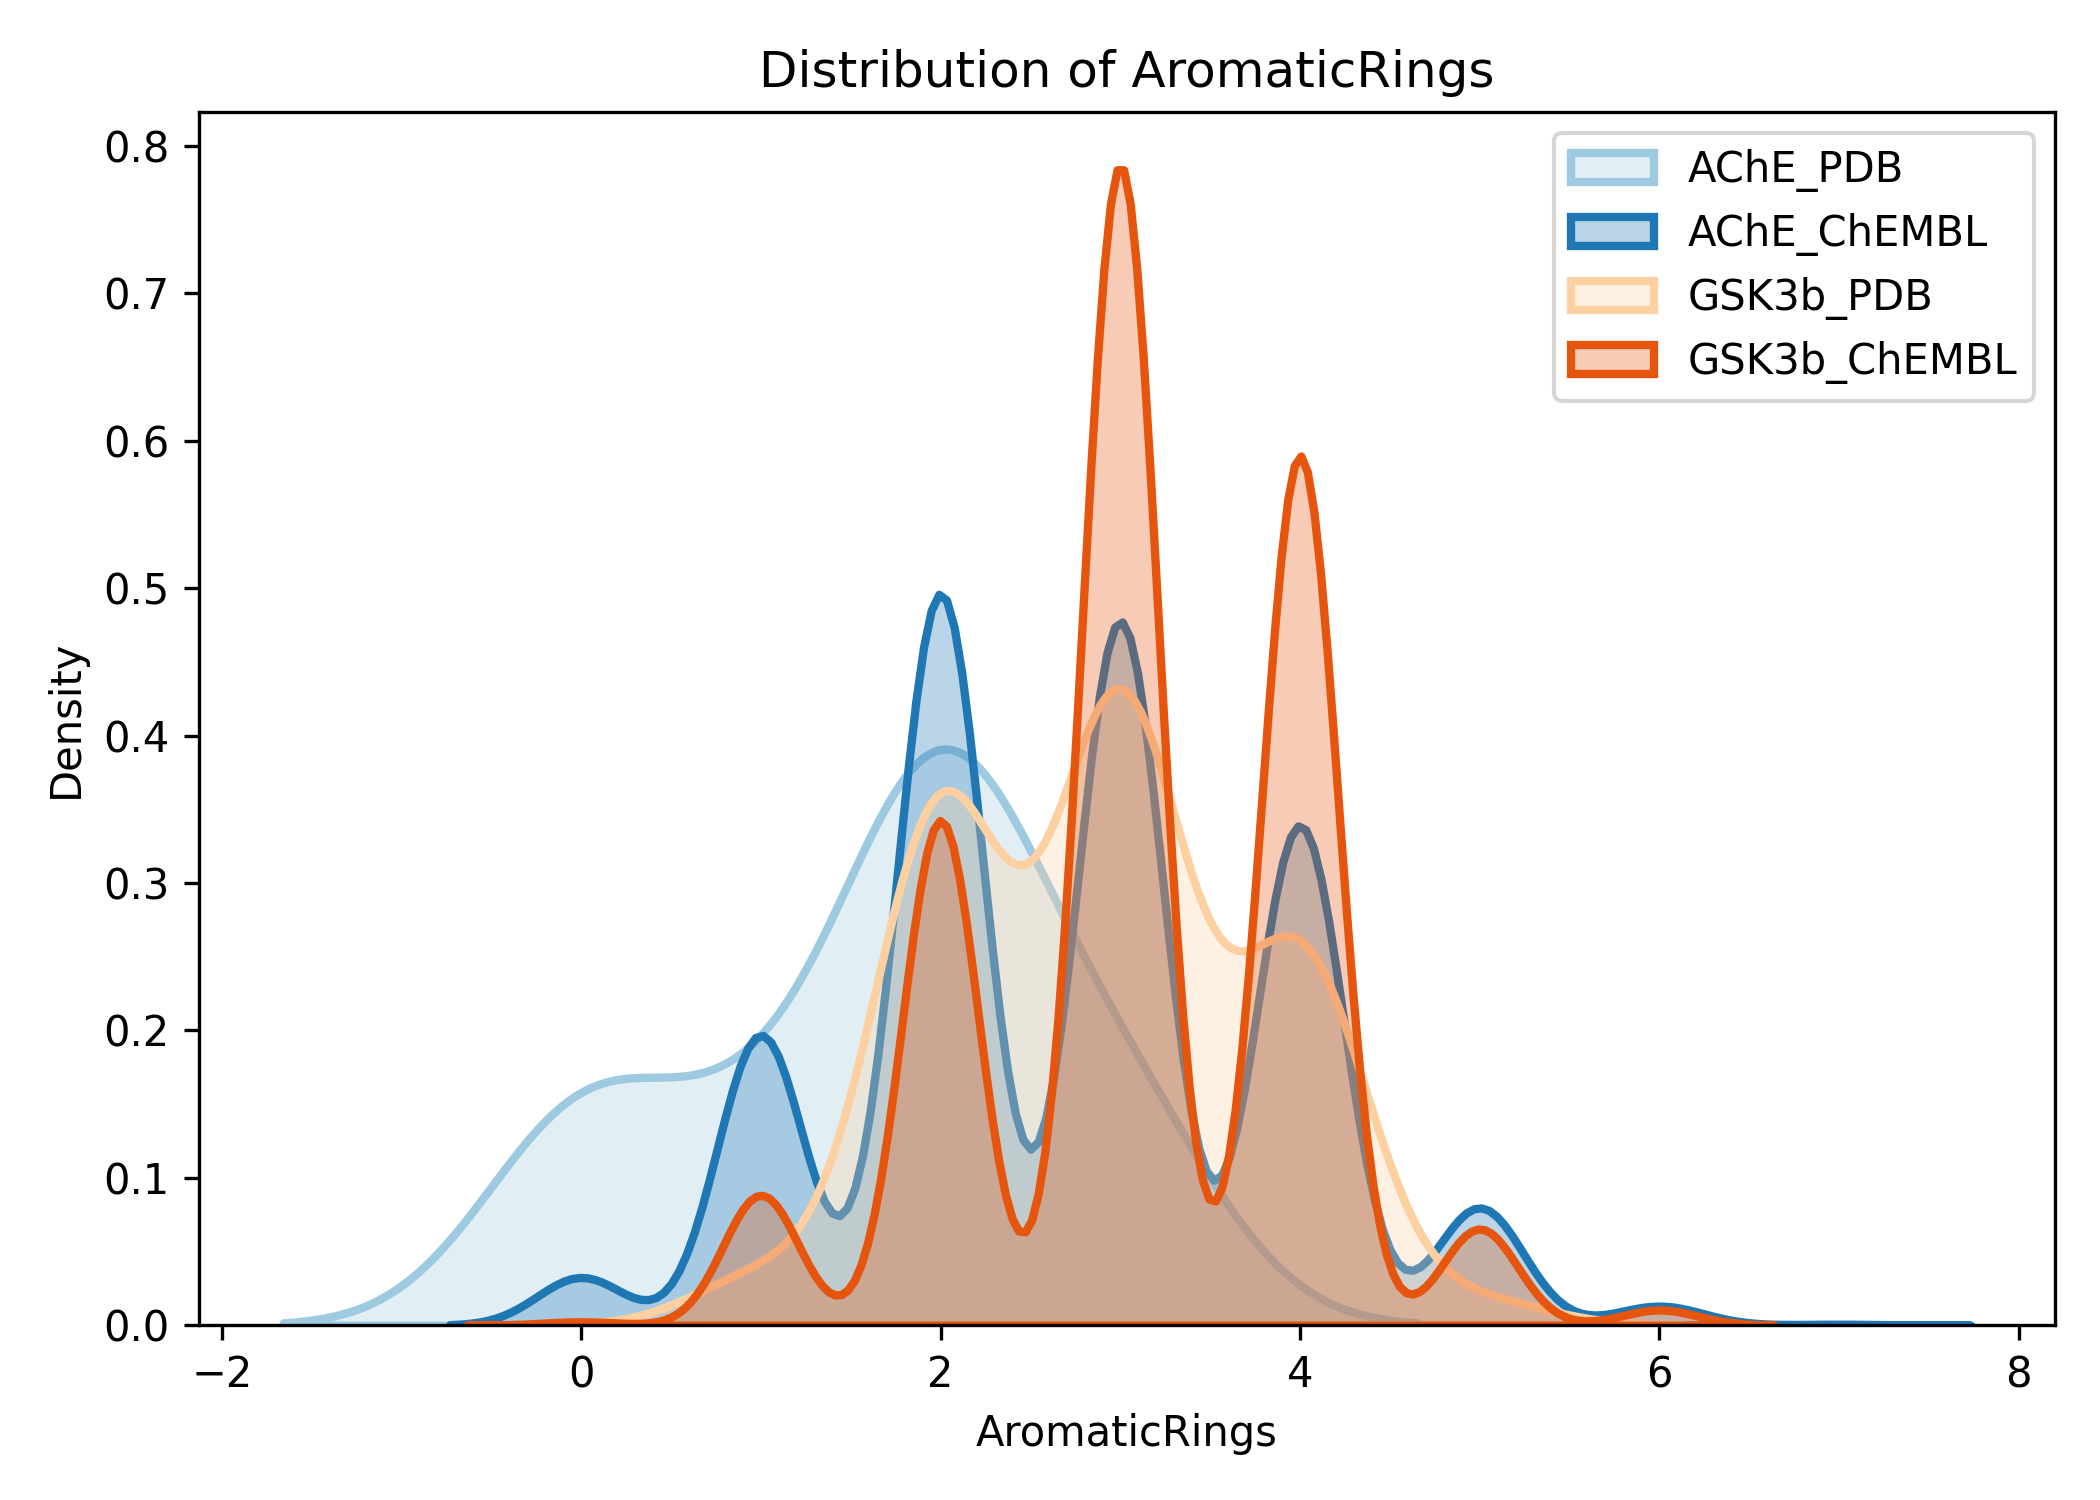 Distribution of AromaticRings
0.8
0.7
0.6
0.5
0.4
0.3
0.2
0.1
0.0
Density
AChE_PDB
AChE_ChEMBL
GSK3b_PDB
GSK3b_ChEMBL
−2 0 2 4 6 8
AromaticRings